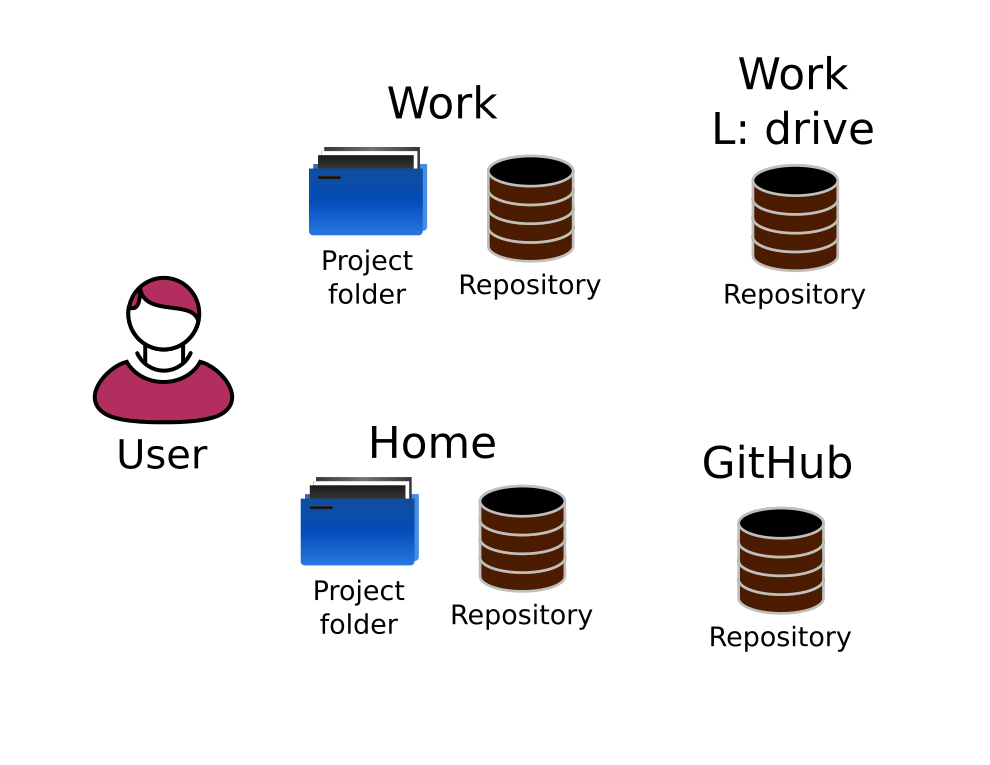 Work
Project
folder
Repository
Work
L: drive
Repository
User
Home
Project
folder
Repository
GitHub
Repository